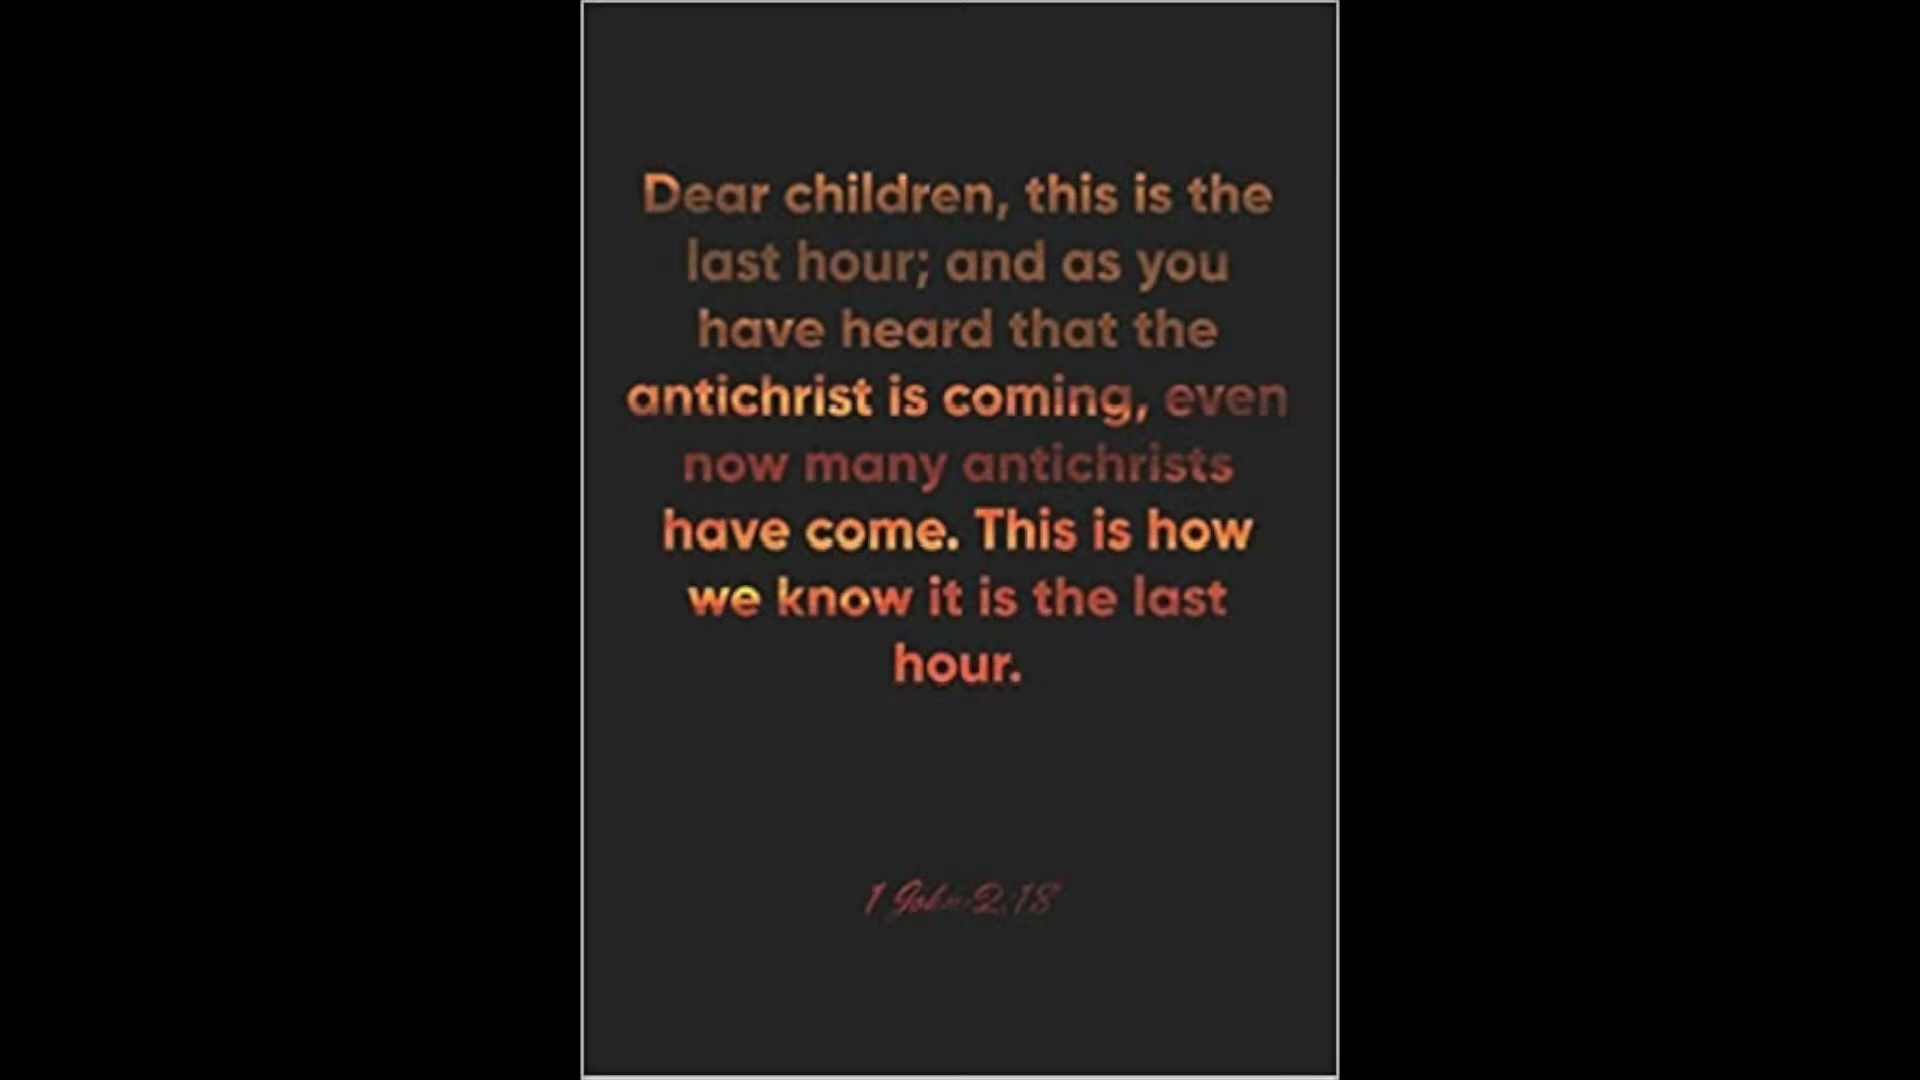 Dear children, this is the
last hour; and as you
have heard that the
antichrist is coming, even
now many antichrists
have come. This is how
we know it is the last
hour.
1 John 2:18